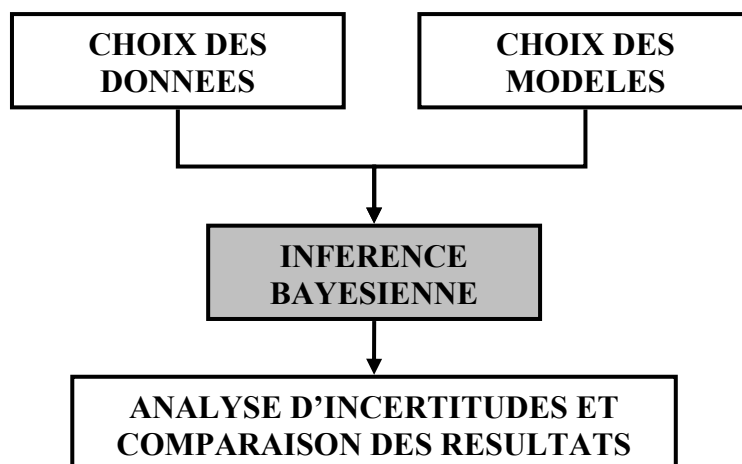 CHOIX DES
DONNEES
CHOIX DES
MODELES
INFERENCE
BAYESIENNE
ANALYSE D’INCERTITUDES ET
COMPARAISON DES RESULTATS